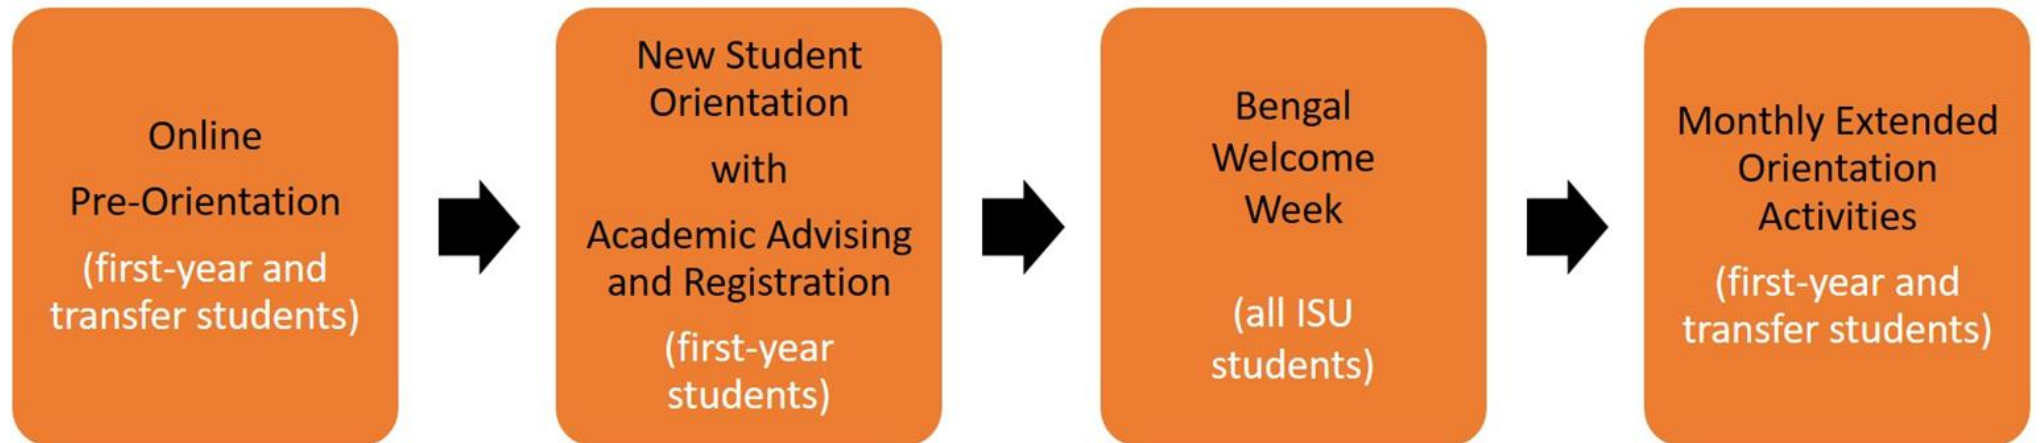 Online
Pre-Orientation
(first-year and
transfer students)
New Student
Orientation
with
Academic Advising
and Registration
(first-year
students)
Bengal
Welcome
Week
(all ISU
students)
Monthly Extended
Orientation
Activities
(first-year and
transfer students)